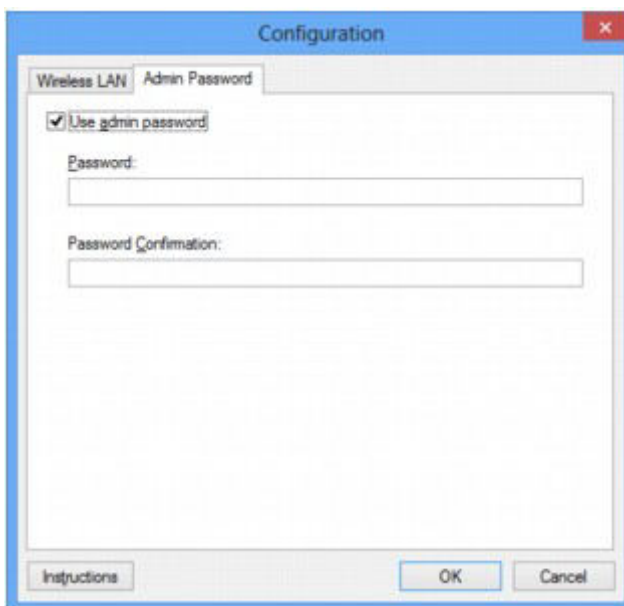 Configuration
Wireless LAN Admin Password
Use admin password
Password:
Password Confirmation:
Instructions OK Cancel